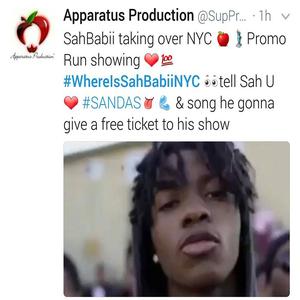 Apparatus Production @SupPr... · 1h
SahBabii taking over NYC 🍎🗽Promo
Run showing ❤️💯
#WhereIsSahBabiiNYC 👀tell Sah U
❤️ #SANDAS👅💪 & song he gonna
give a free ticket to his show
Apparatus Production